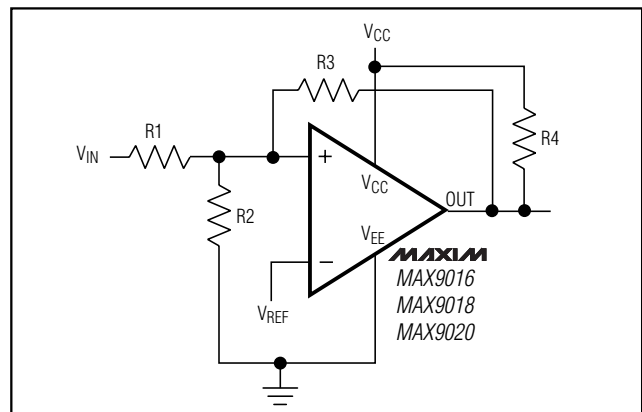 VCC
R3
R1
R4
VIN
+
VCC
OUT
R2
VEE
MAXIM
−
MAX9016
MAX9018
VREF
MAX9020